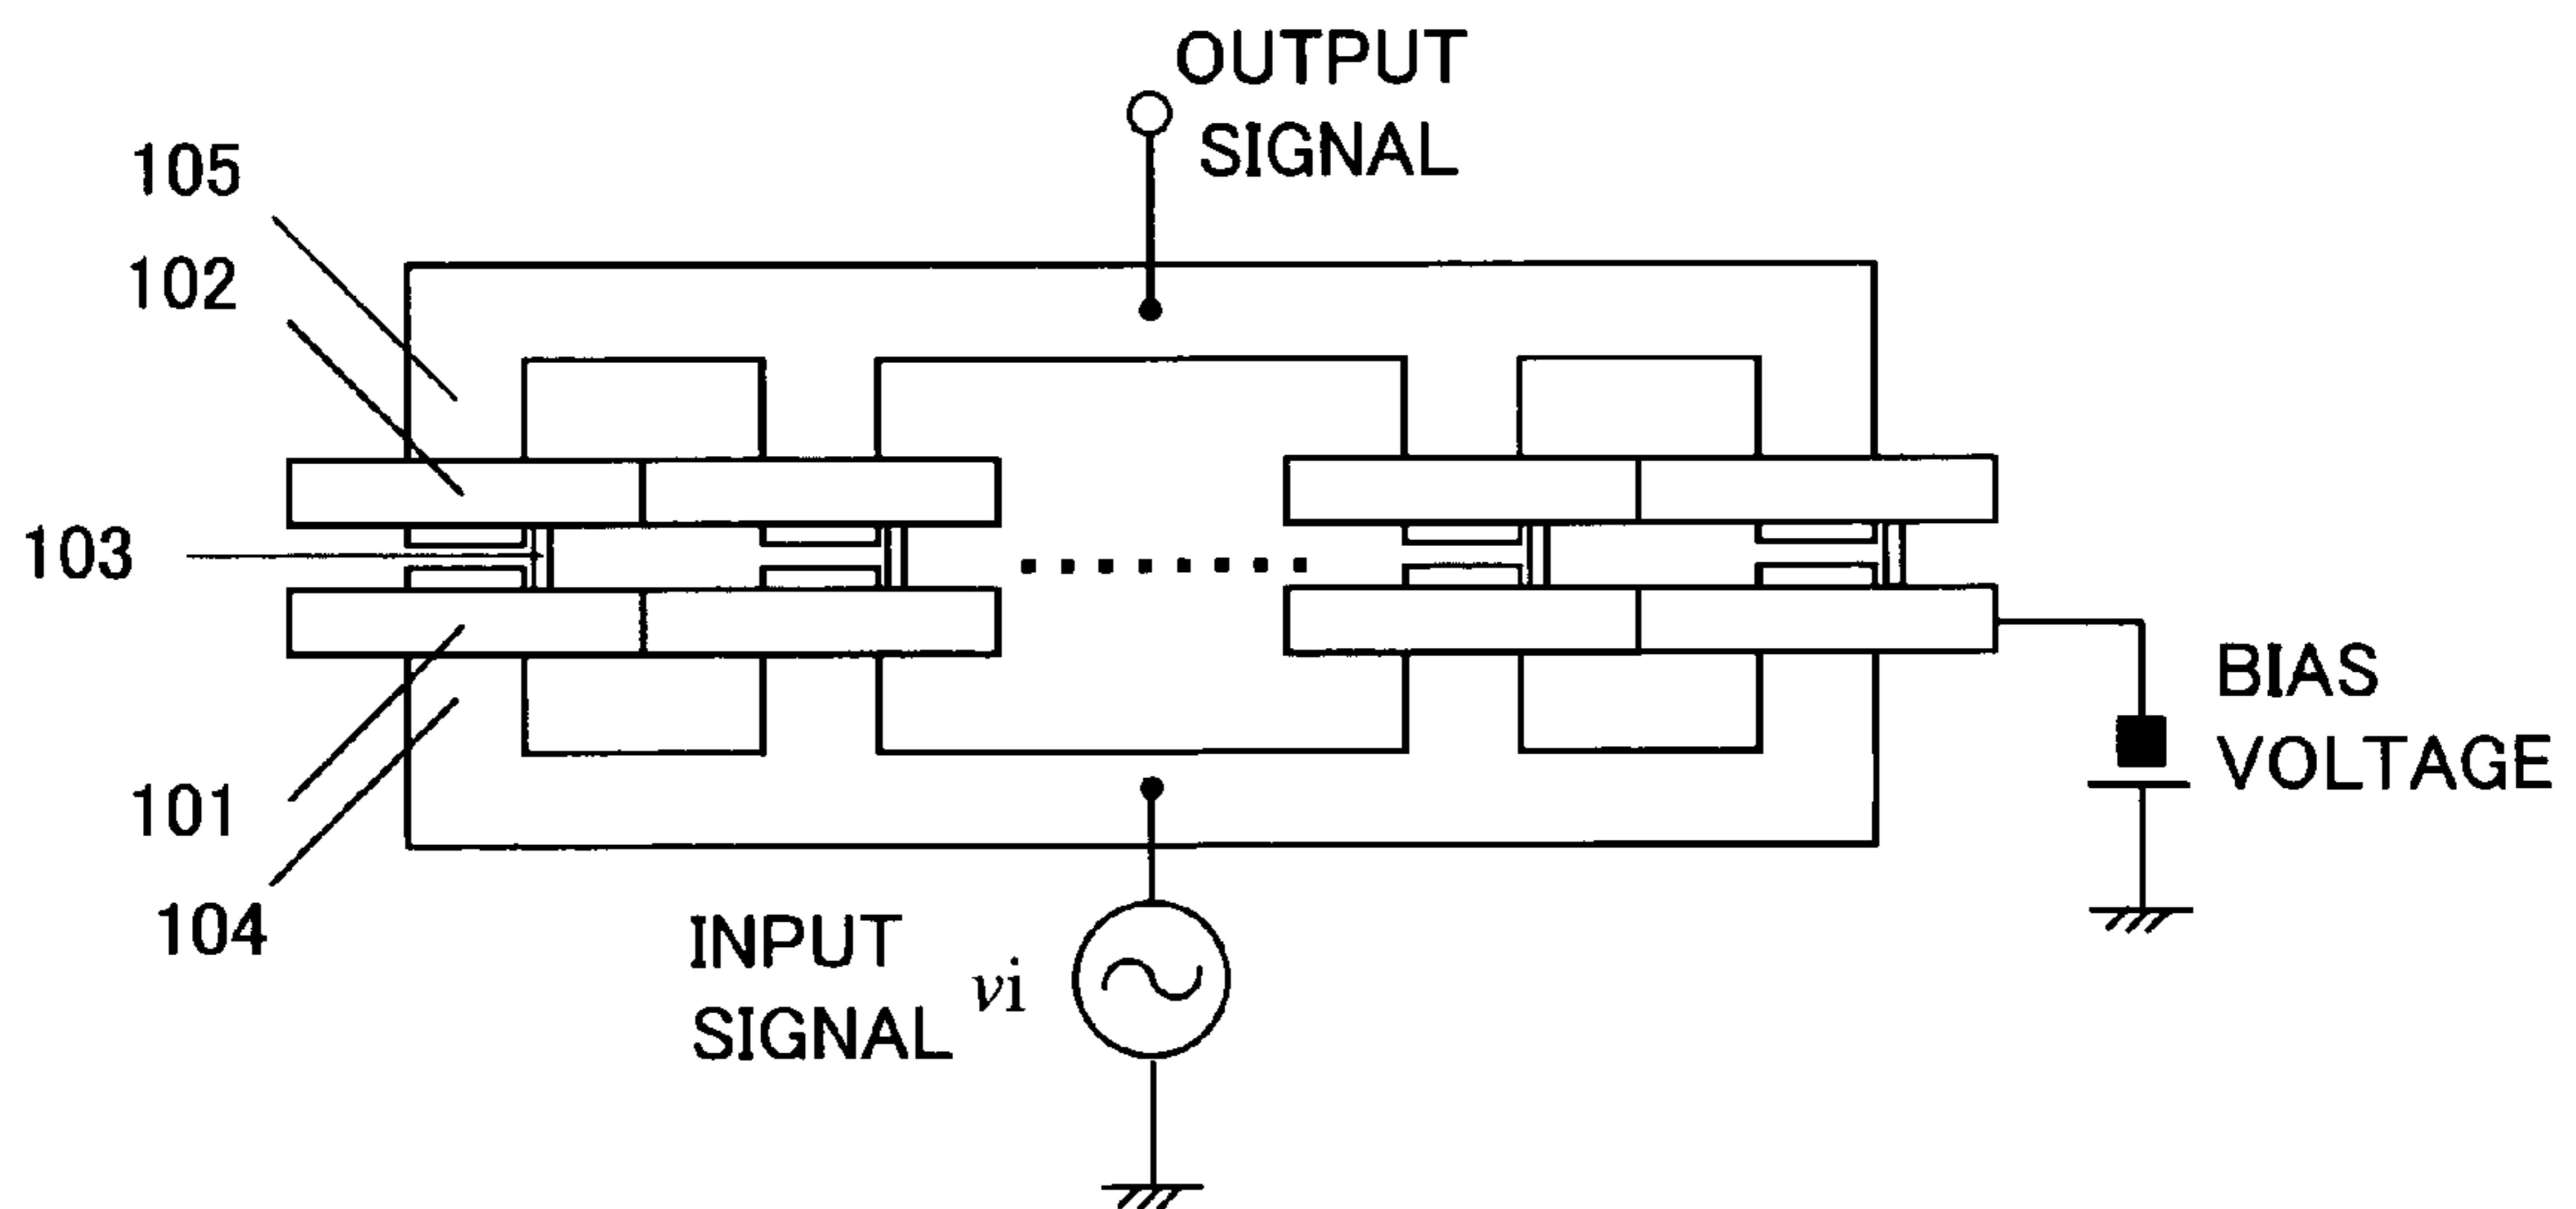 OUTPUT
SIGNAL
105
102
103
101
104
BIAS
VOLTAGE
INPUT
SIGNAL
vi